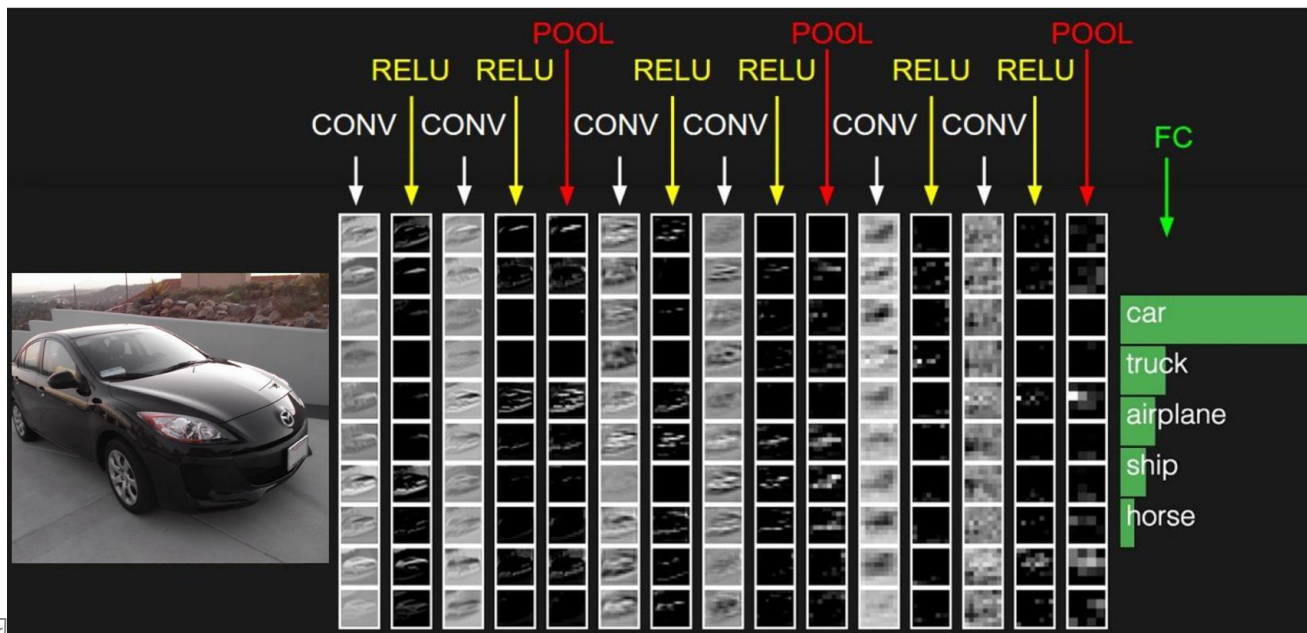 POOL POOL POOL
RELU RELU RELU RELU RELU RELU
CONV CONV CONV CONV CONV CONV
FC
car
truck
airplane
ship
horse